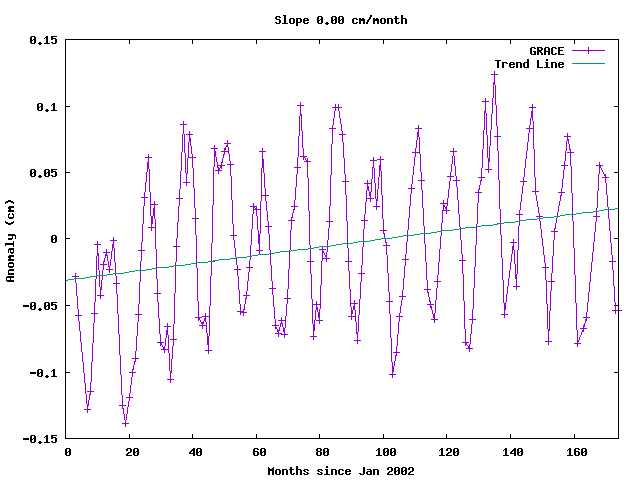 Slope 0.00 cm/month
GRACE
Trend Line
0.15
0.1
0.05
0
-0.05
-0.1
-0.15
Anomaly (cm)
0 20 40 60 80 100 120 140 160
Months since Jan 2002